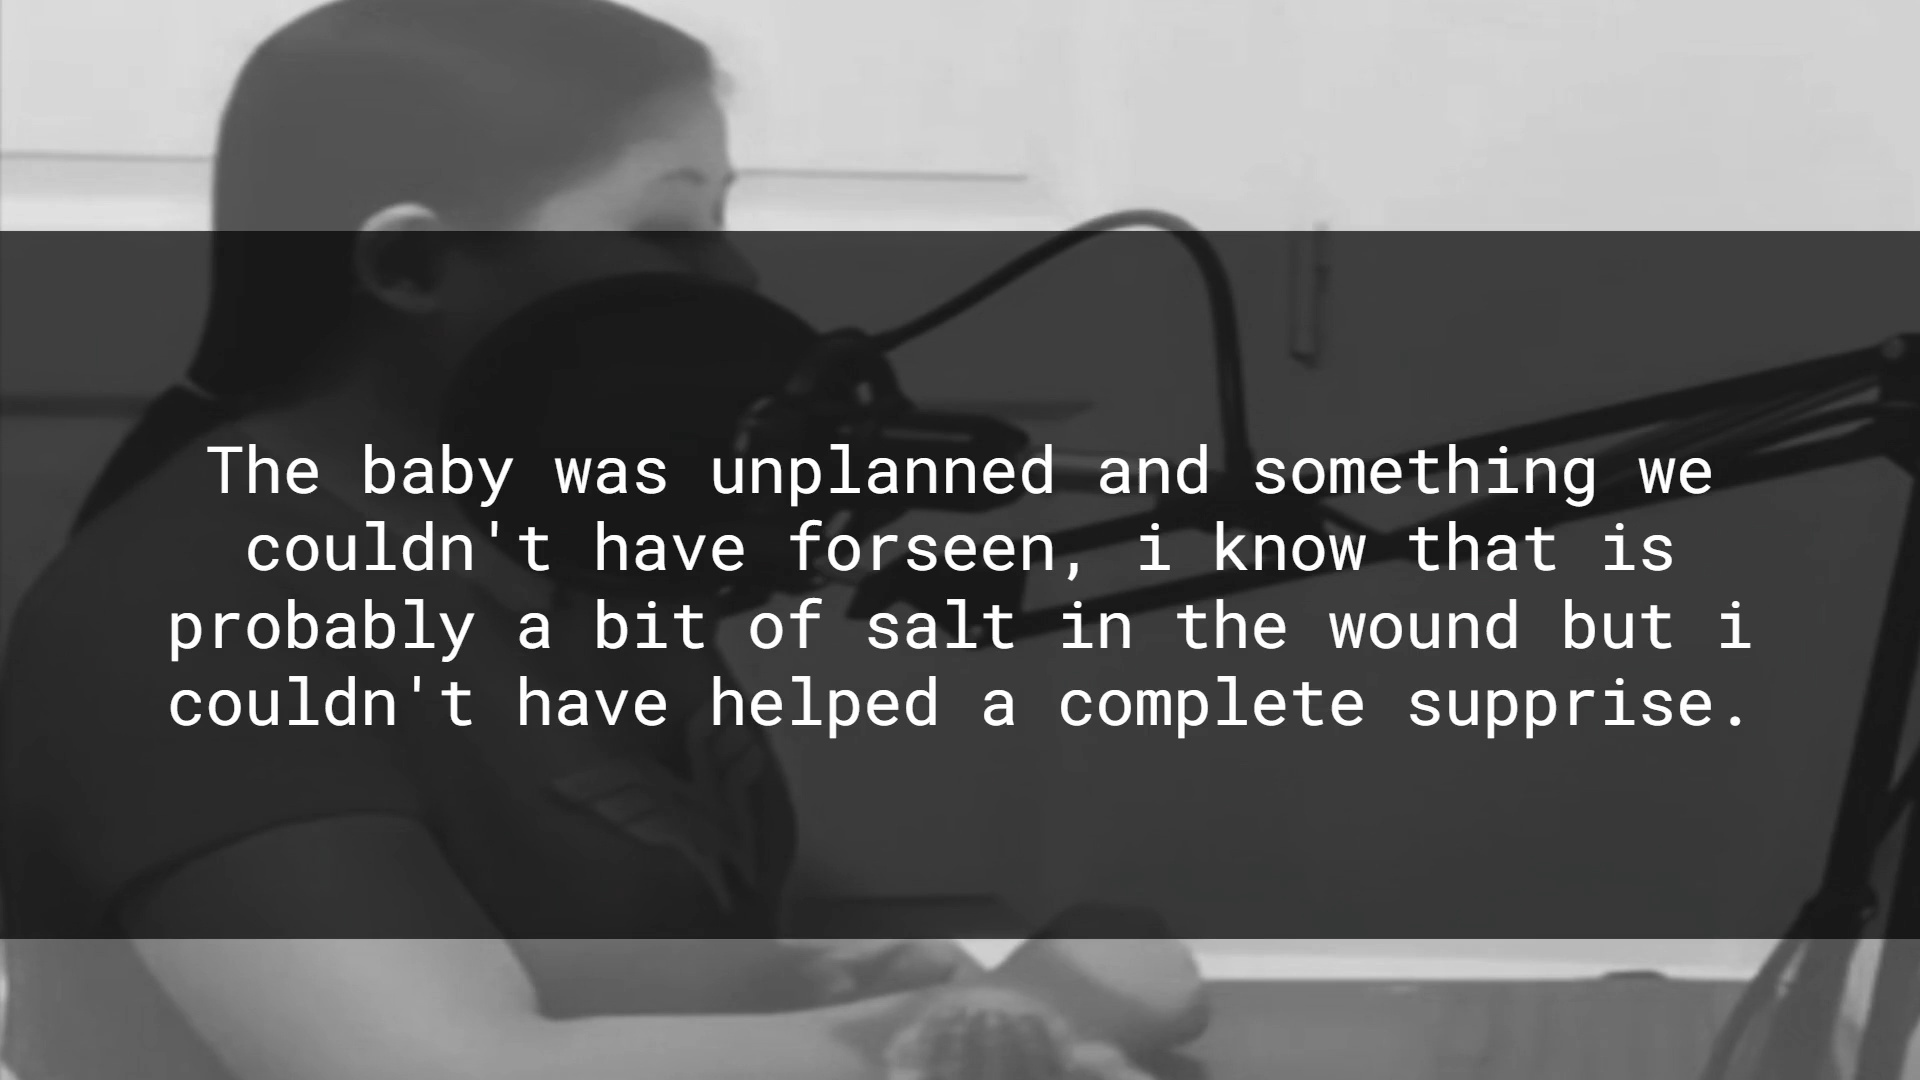 The baby was unplanned and something we
couldn't have forseen, i know that is
probably a bit of salt in the wound but i
couldn't have helped a complete supprise.